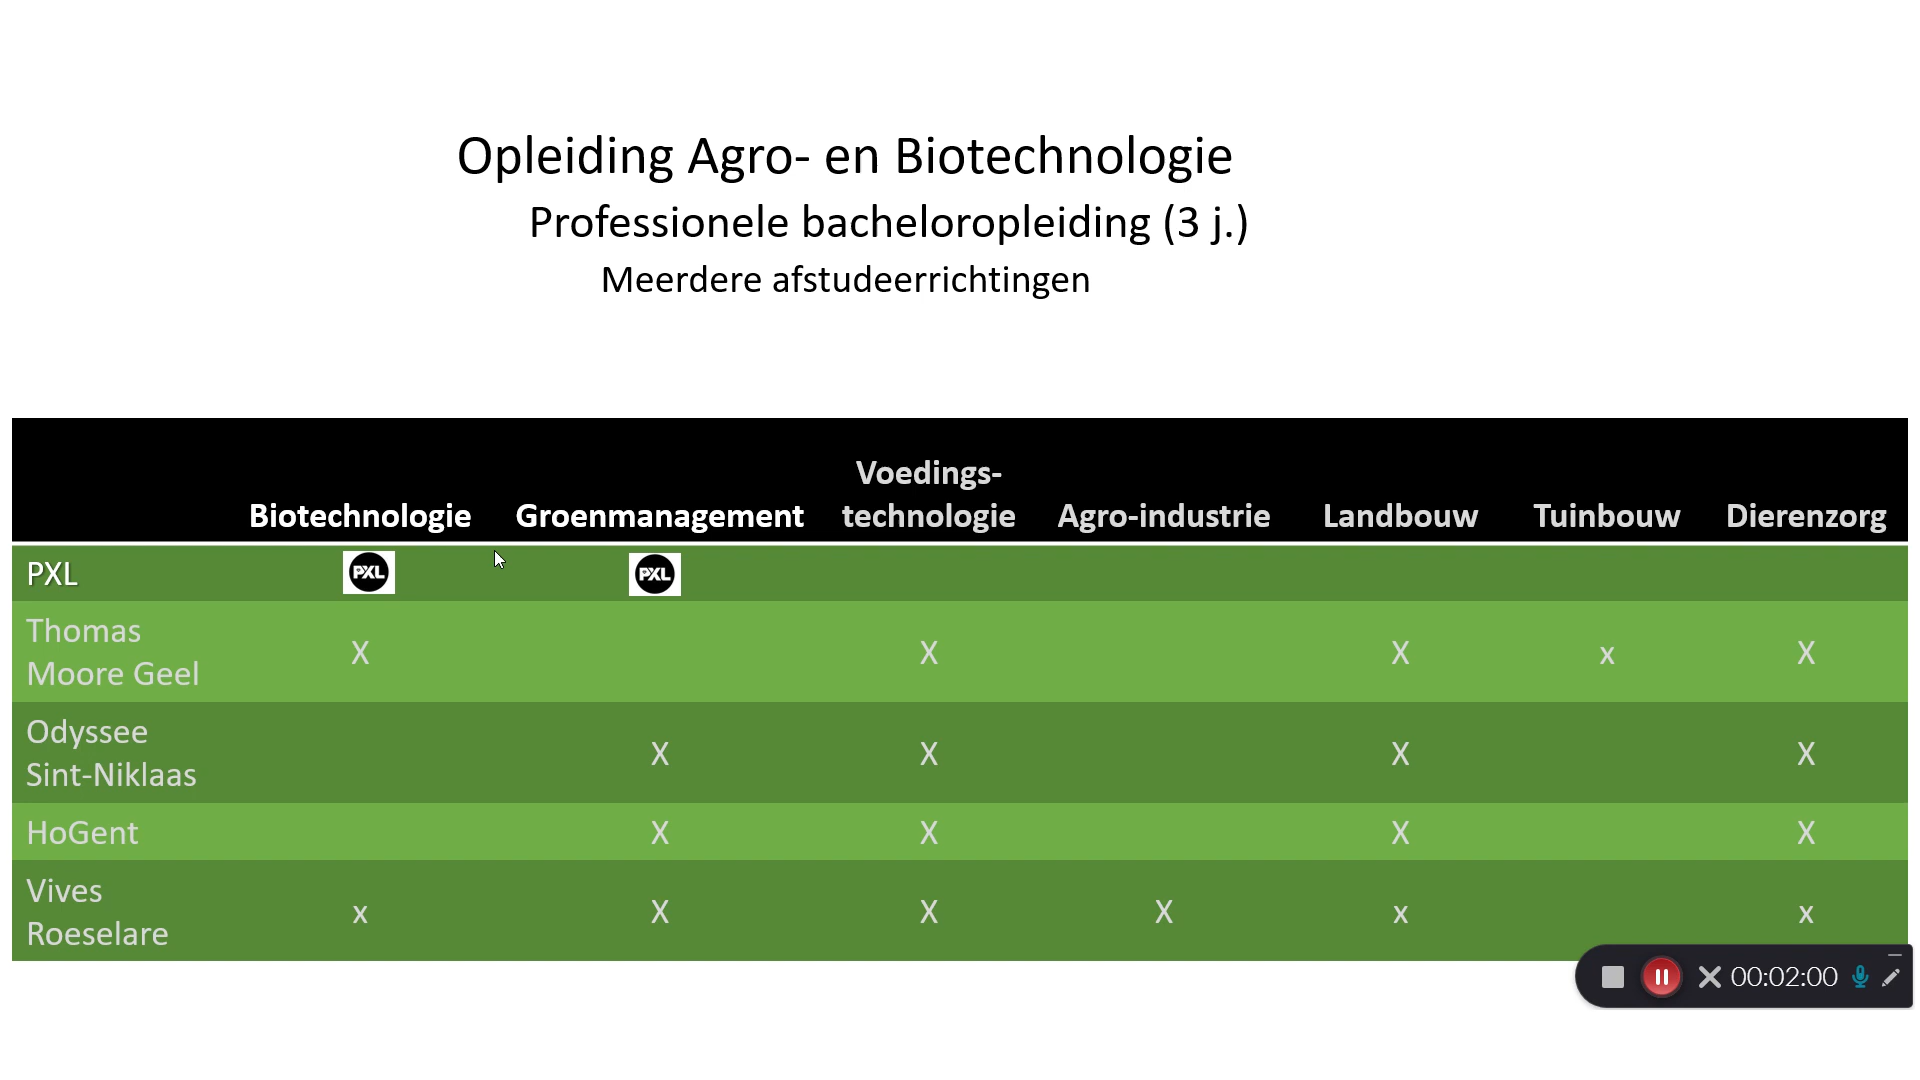 Opleiding Agro- en Biotechnologie
Professionele bacheloropleiding (3 j.)
Meerdere afstudeerrichtingen
Voedings-
Biotechnologie Groenmanagement technologie Agro-industrie Landbouw Tuinbouw Dierenzorg
PXL PXL PXL
Thomas
Moore Geel X X X x X
Odyssee
Sint-Niklaas X X X X
HoGent X X X X
Vives
Roeselare x X X X x x
00:02:00